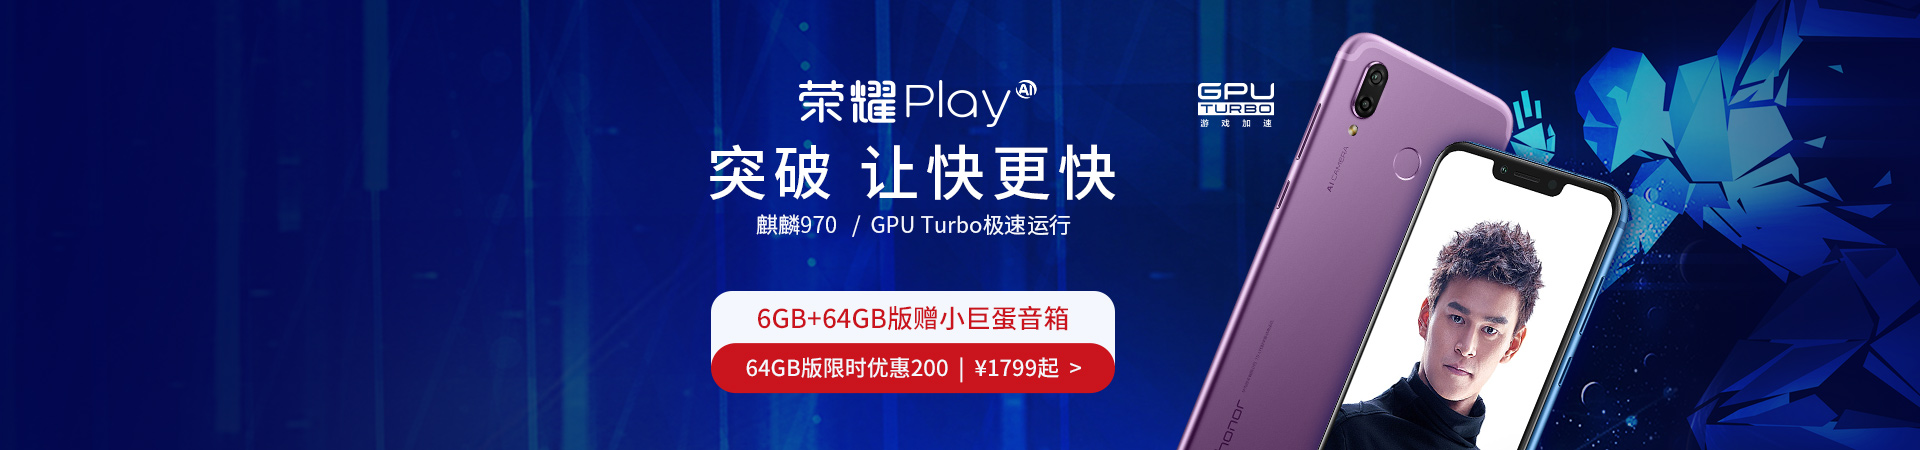 荣耀Play AI
突破 让快更快
麒麟970 / GPU Turbo极速运行
6GB+64GB版赠小巨蛋音箱
64GB版限时优惠200 | ¥1799起 >
GPU
TURBO
游戏加速
AI CAMERA
honor